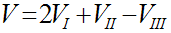 V = 2V_I + V_II − V_III